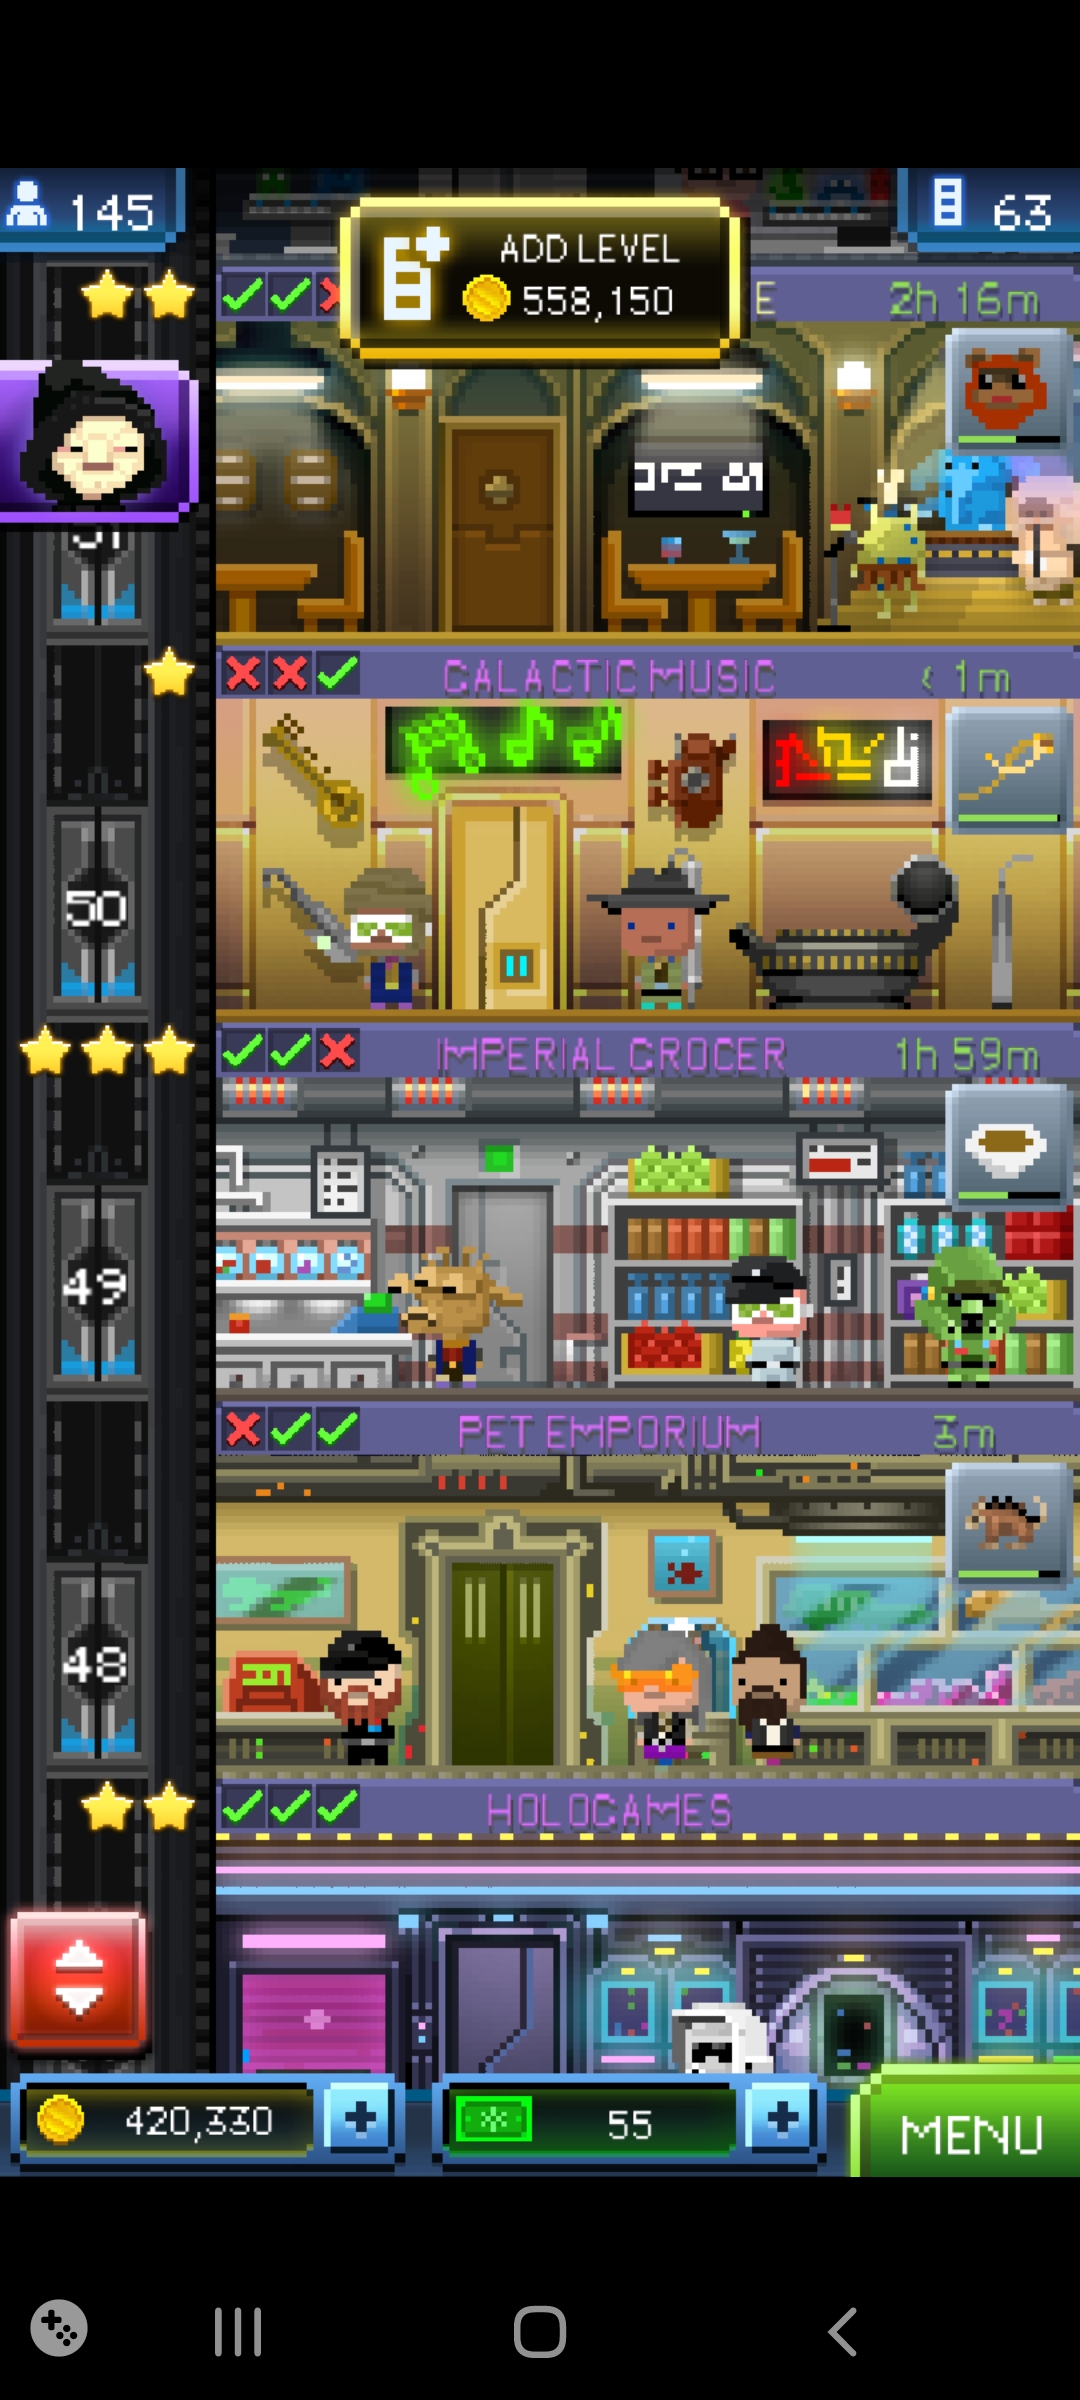 145
ADD LEVEL
558,150
63
E
2h 16m
GALACTIC MUSIC
< 1m
50
IMPERIAL GROCER
1h 59m
49
PET EMPORIUM
3m
48
HOLOGAMES
420,330
55
MENU